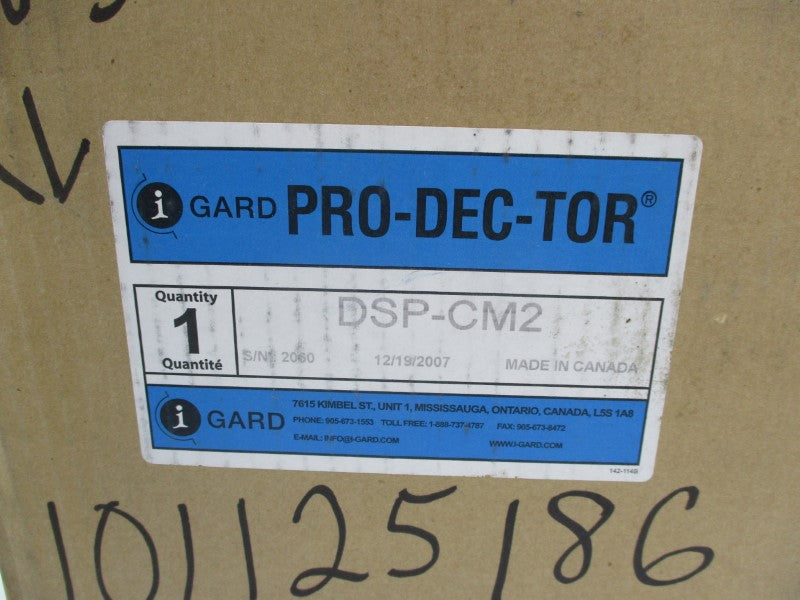 i GARD PRO-DEC-TOR®
Quantity
1
Quantité
DSP-CM2
S/N: 2060 12/19/2007 MADE IN CANADA
i GARD
7615 KIMBEL ST., UNIT 1, MISSISSAUGA, ONTARIO, CANADA, L5S 1A8
PHONE: 905-673-1553 TOLL FREE: 1-888-737-4787 FAX: 905-673-8472
E-MAIL: INFO@I-GARD.COM WWW.I-GARD.COM
142-114B
101125186